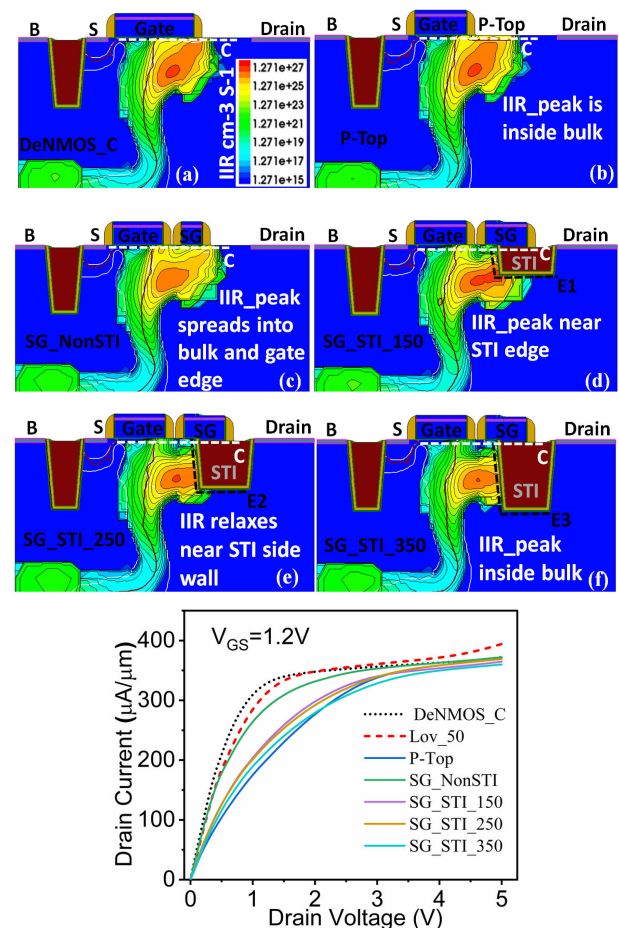 B S Gate Drain
C
IIR cm-3 S-1
1.271e+27
1.271e+25
1.271e+23
1.271e+21
1.271e+19
1.271e+17
1.271e+15
DeNMOS_C
(a)
B S Gate P-Top Drain
C
IIR_peak is
inside bulk
P-Top
(b)
B S Gate SG Drain
C
SG_NonSTI
IIR_peak
spreads into
bulk and gate
edge
(c)
B S Gate SG Drain
C
STI
E1
SG_STI_150
IIR_peak near
STI edge
(d)
B S Gate SG Drain
C
STI
E2
SG_STI_250
IIR relaxes
near STI side
wall
(e)
B S Gate SG Drain
C
STI
E3
SG_STI_350
IIR_peak
inside bulk
(f)
VGS=1.2V
Drain Current (µA/µm)
400
300
200
100
0
DeNMOS_C
Lov_50
P-Top
SG_NonSTI
SG_STI_150
SG_STI_250
SG_STI_350
0 1 2 3 4 5
Drain Voltage (V)